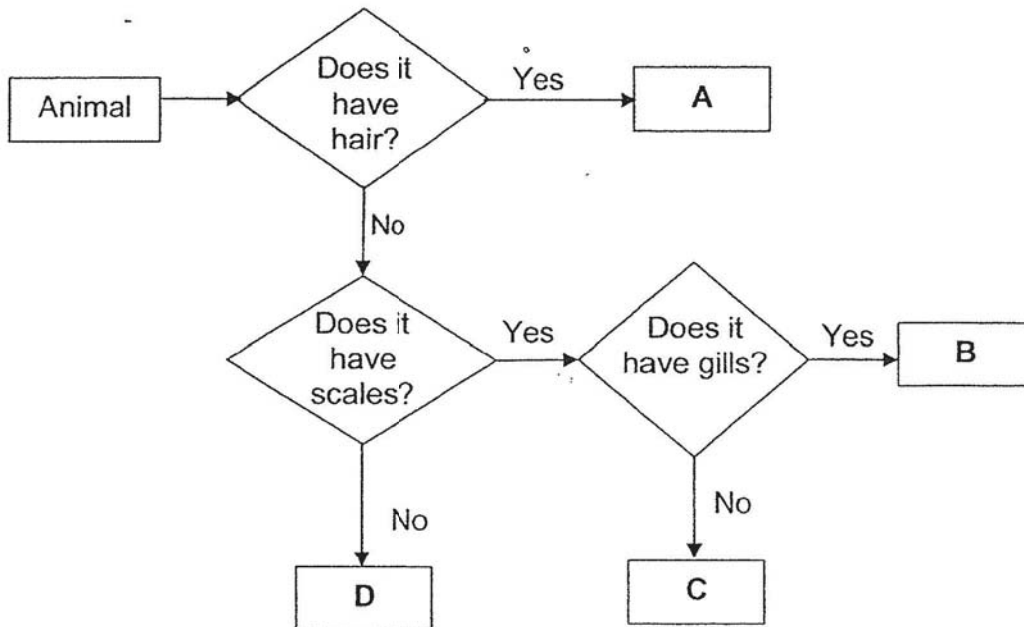 Animal
Does it
have
hair?
Yes
A
No
Does it
have
scales?
Yes
Does it
have gills?
Yes
B
No
D
No
C